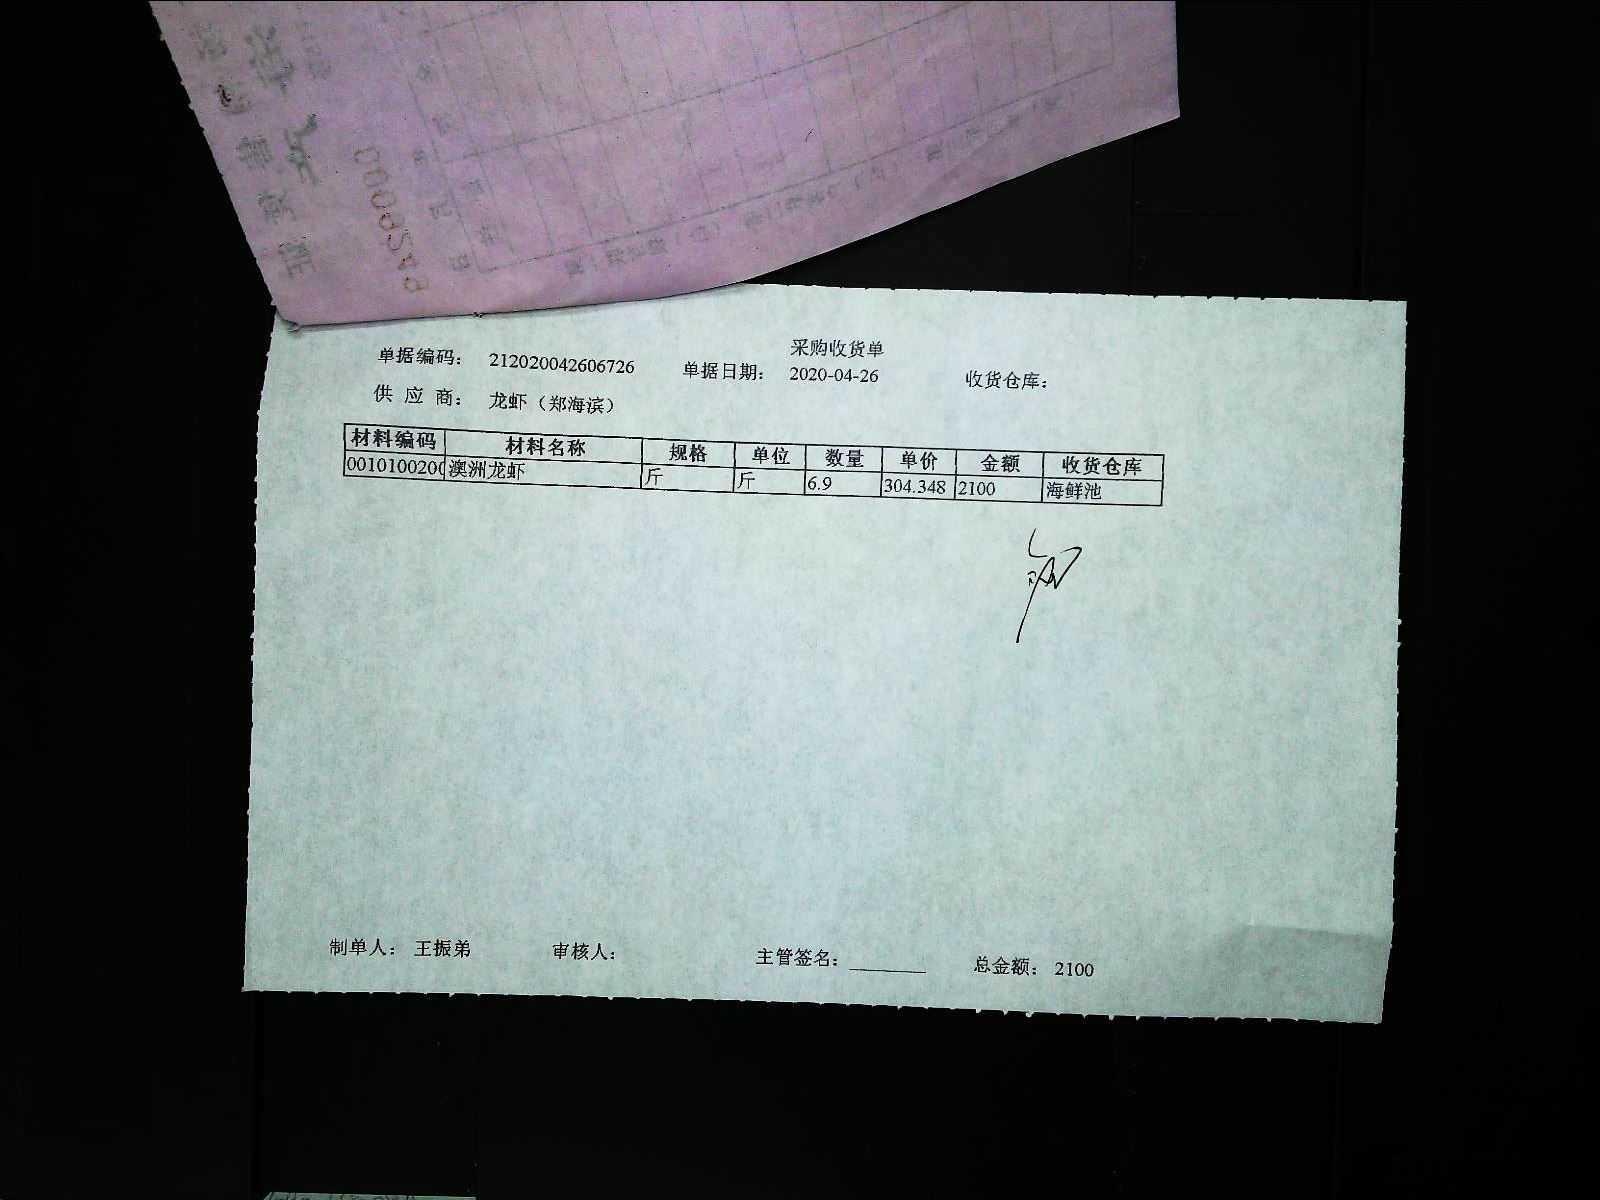 采购收货单
单据编码： 212020042606726 单据日期： 2020-04-26 收货仓库：
供 应 商： 龙虾（郑海滨）
材料编码 材料名称 规格 单位 数量 单价 金额 收货仓库
0010100200 澳洲龙虾 斤 斤 6.9 304.348 2100 海鲜池
制单人： 王振弟 审核人： 主管签名： 总金额： 2100